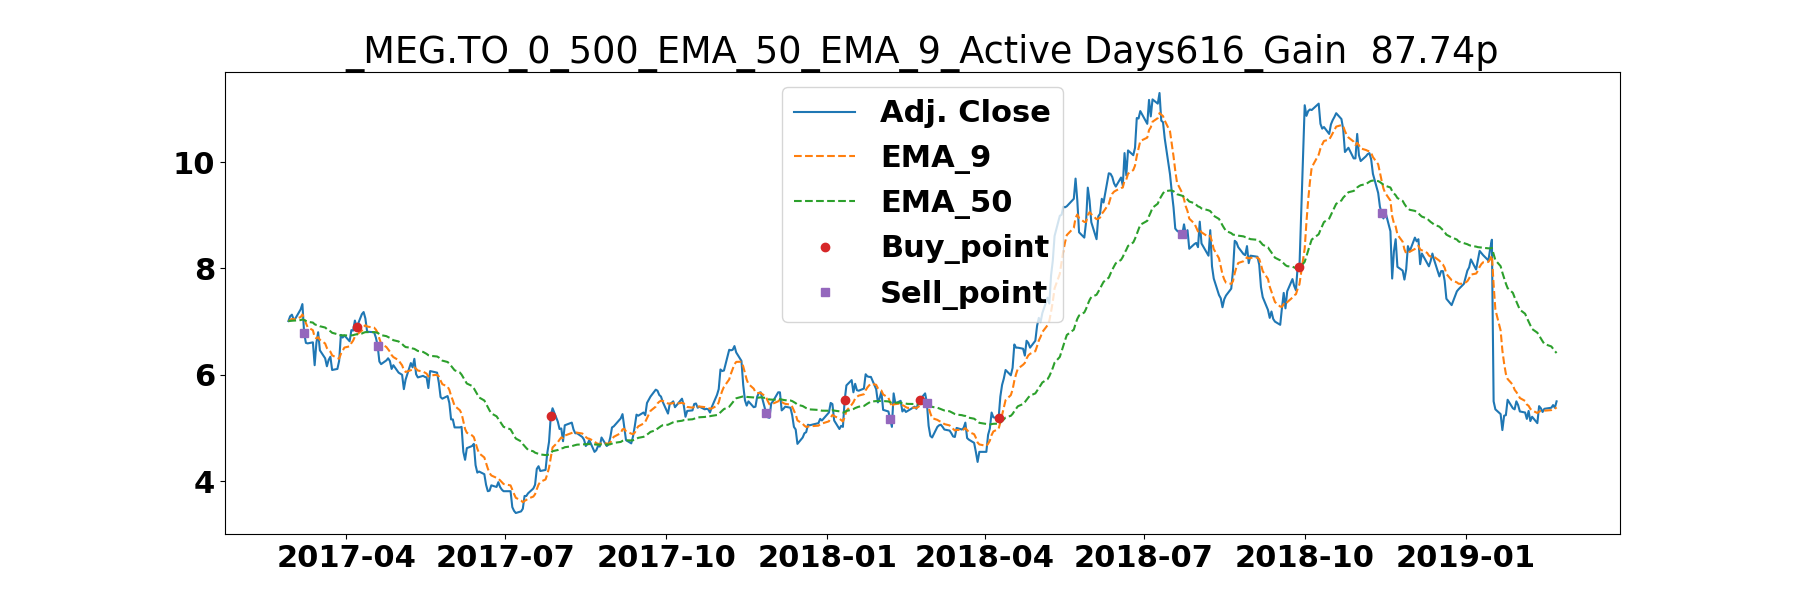 _MEG.TO_0_500_EMA_50_EMA_9_Active Days616_Gain  87.74p
Adj. Close
EMA_9
EMA_50
Buy_point
Sell_point
10
8
6
4
2017-04 2017-07 2017-10 2018-01 2018-04 2018-07 2018-10 2019-01